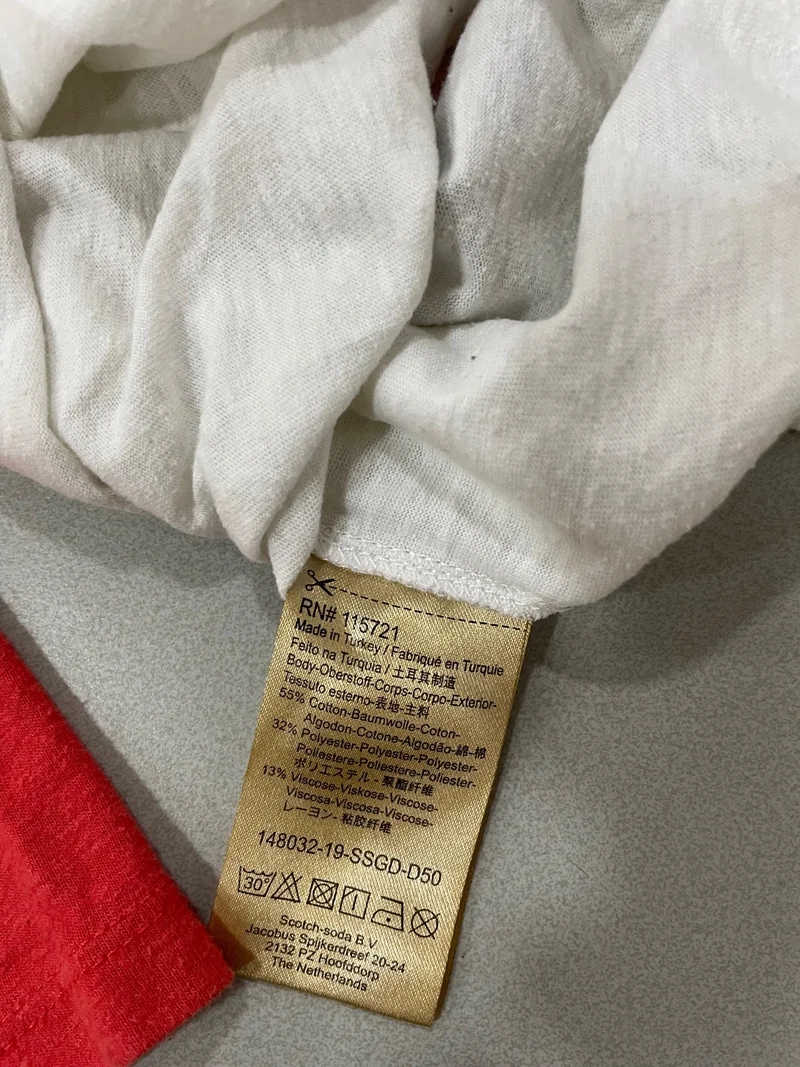 RN# 115721
Made in Turkey / Fabriqué en Turquie
Feito na Turquia / 土耳其制造
Body-Oberstoff-Corps-Corpo-Exterior-
Tessuto esterno-表地-主料
55% Cotton-Baumwolle-Coton-
Algodon-Cotone-Algodão-綿-棉
32% Polyester-Polyester-Polyester-
Poliestere-Poliestere-Poliester-
ポリエステル - 聚酯纤维
13% Viscose-Viskose-Viscose-
Viscosa-Viscosa-Viscose-
レーヨン- 粘胶纤维
148032-19-SSGD-D50
30°
Scotch-soda B.V.
Jacobus Spijkerdreef 20-24
2132 PZ Hoofddorp
The Netherlands